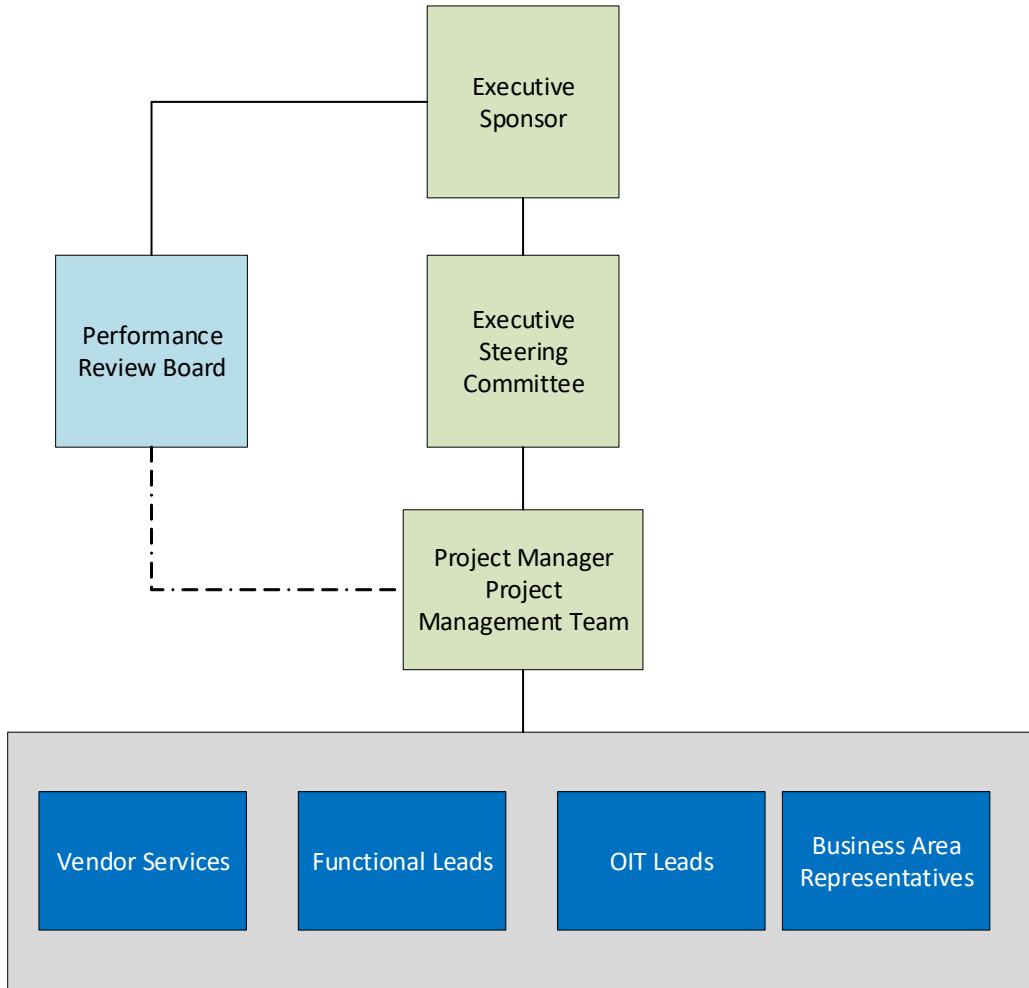 Executive
Sponsor
Performance
Review Board
Executive
Steering
Committee
Project Manager
Project
Management Team
Vendor Services
Functional Leads
OIT Leads
Business Area
Representatives